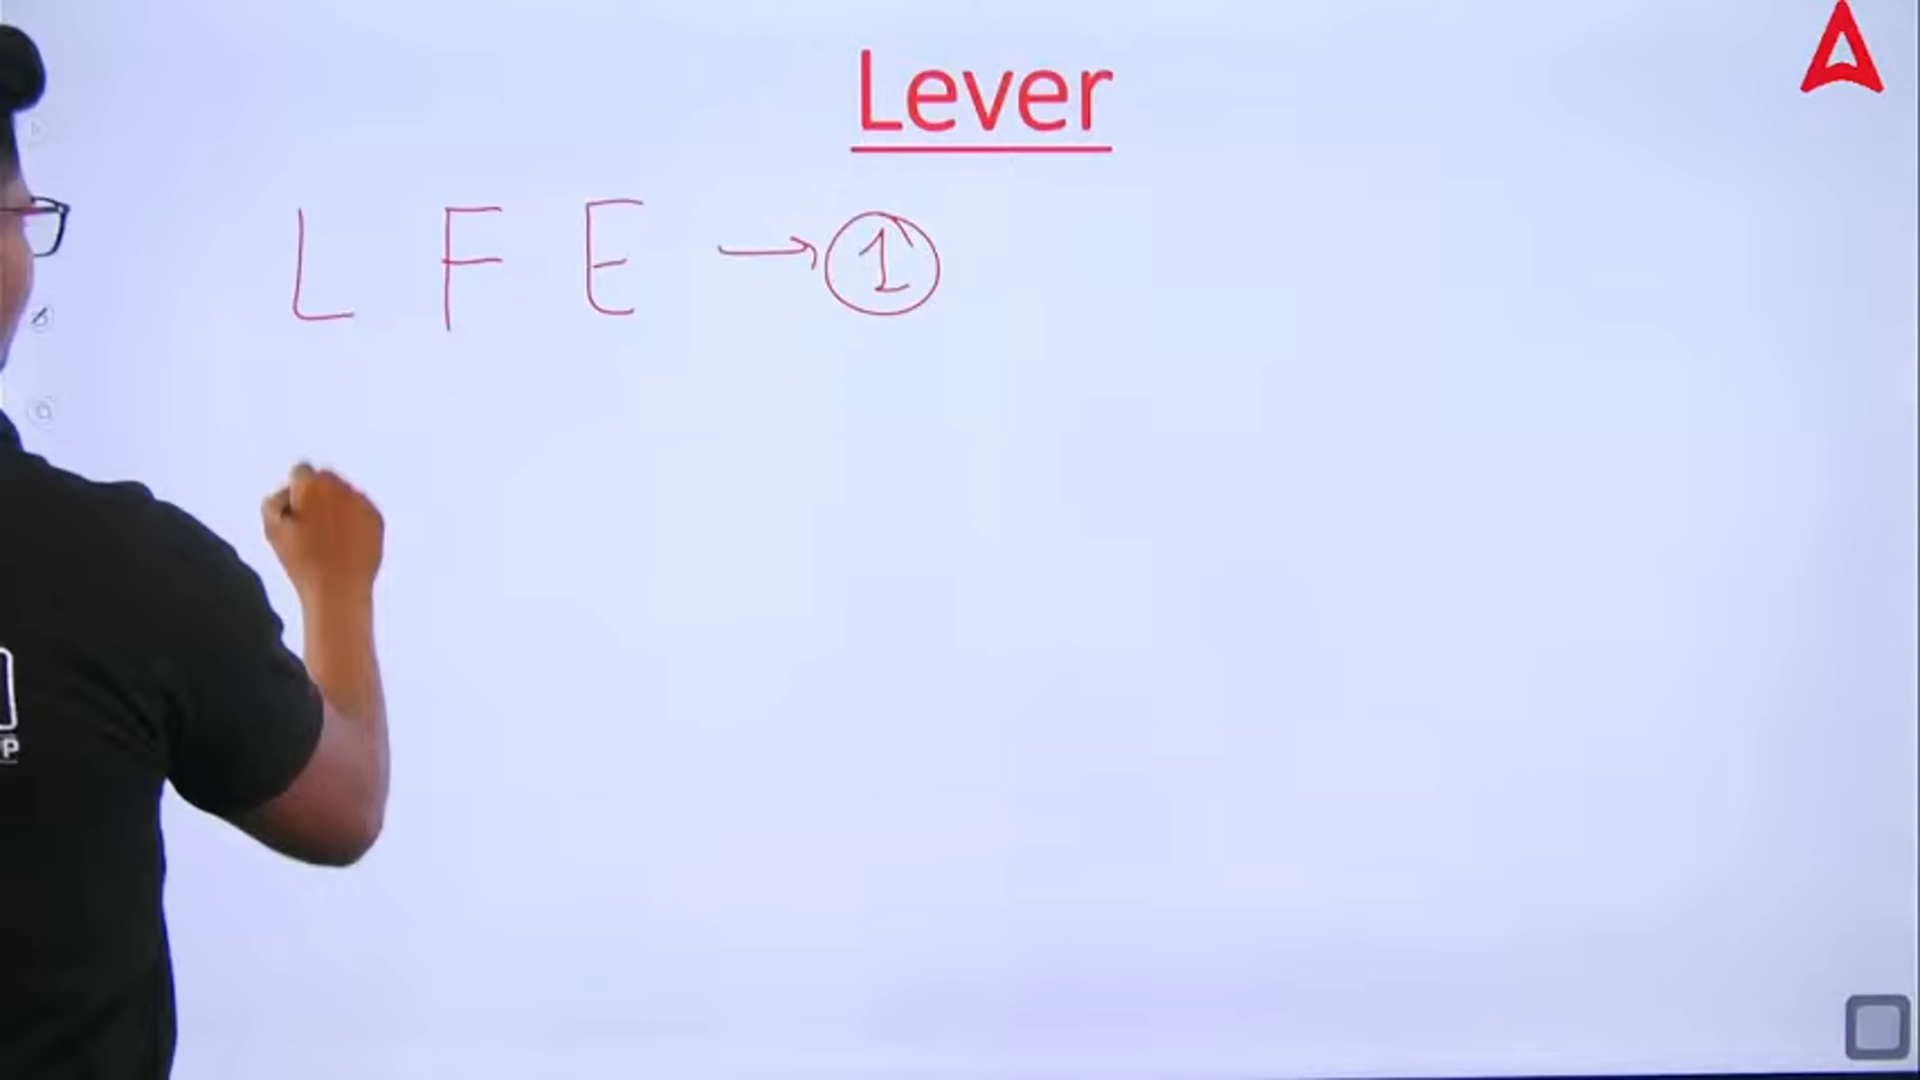 Lever
L F E → ①
P